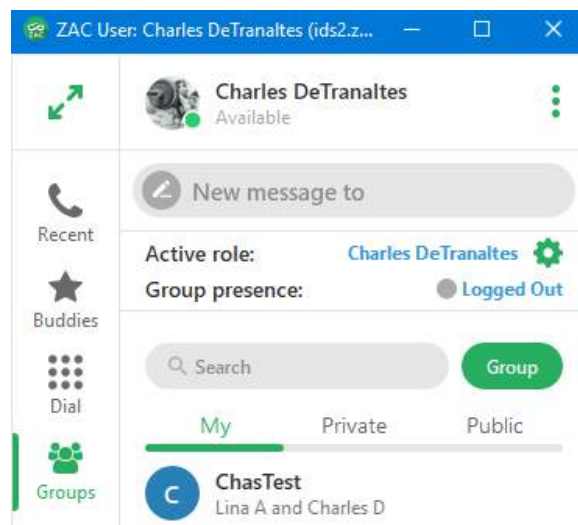 ZAC User: Charles DeTranaltes (ids2.z...
Charles DeTranaltes
Available
New message to
Recent
Active role: Charles DeTranaltes
Group presence: Logged Out
Buddies
Search Group
Dial
My Private Public
Groups
C
ChasTest
Lina A and Charles D